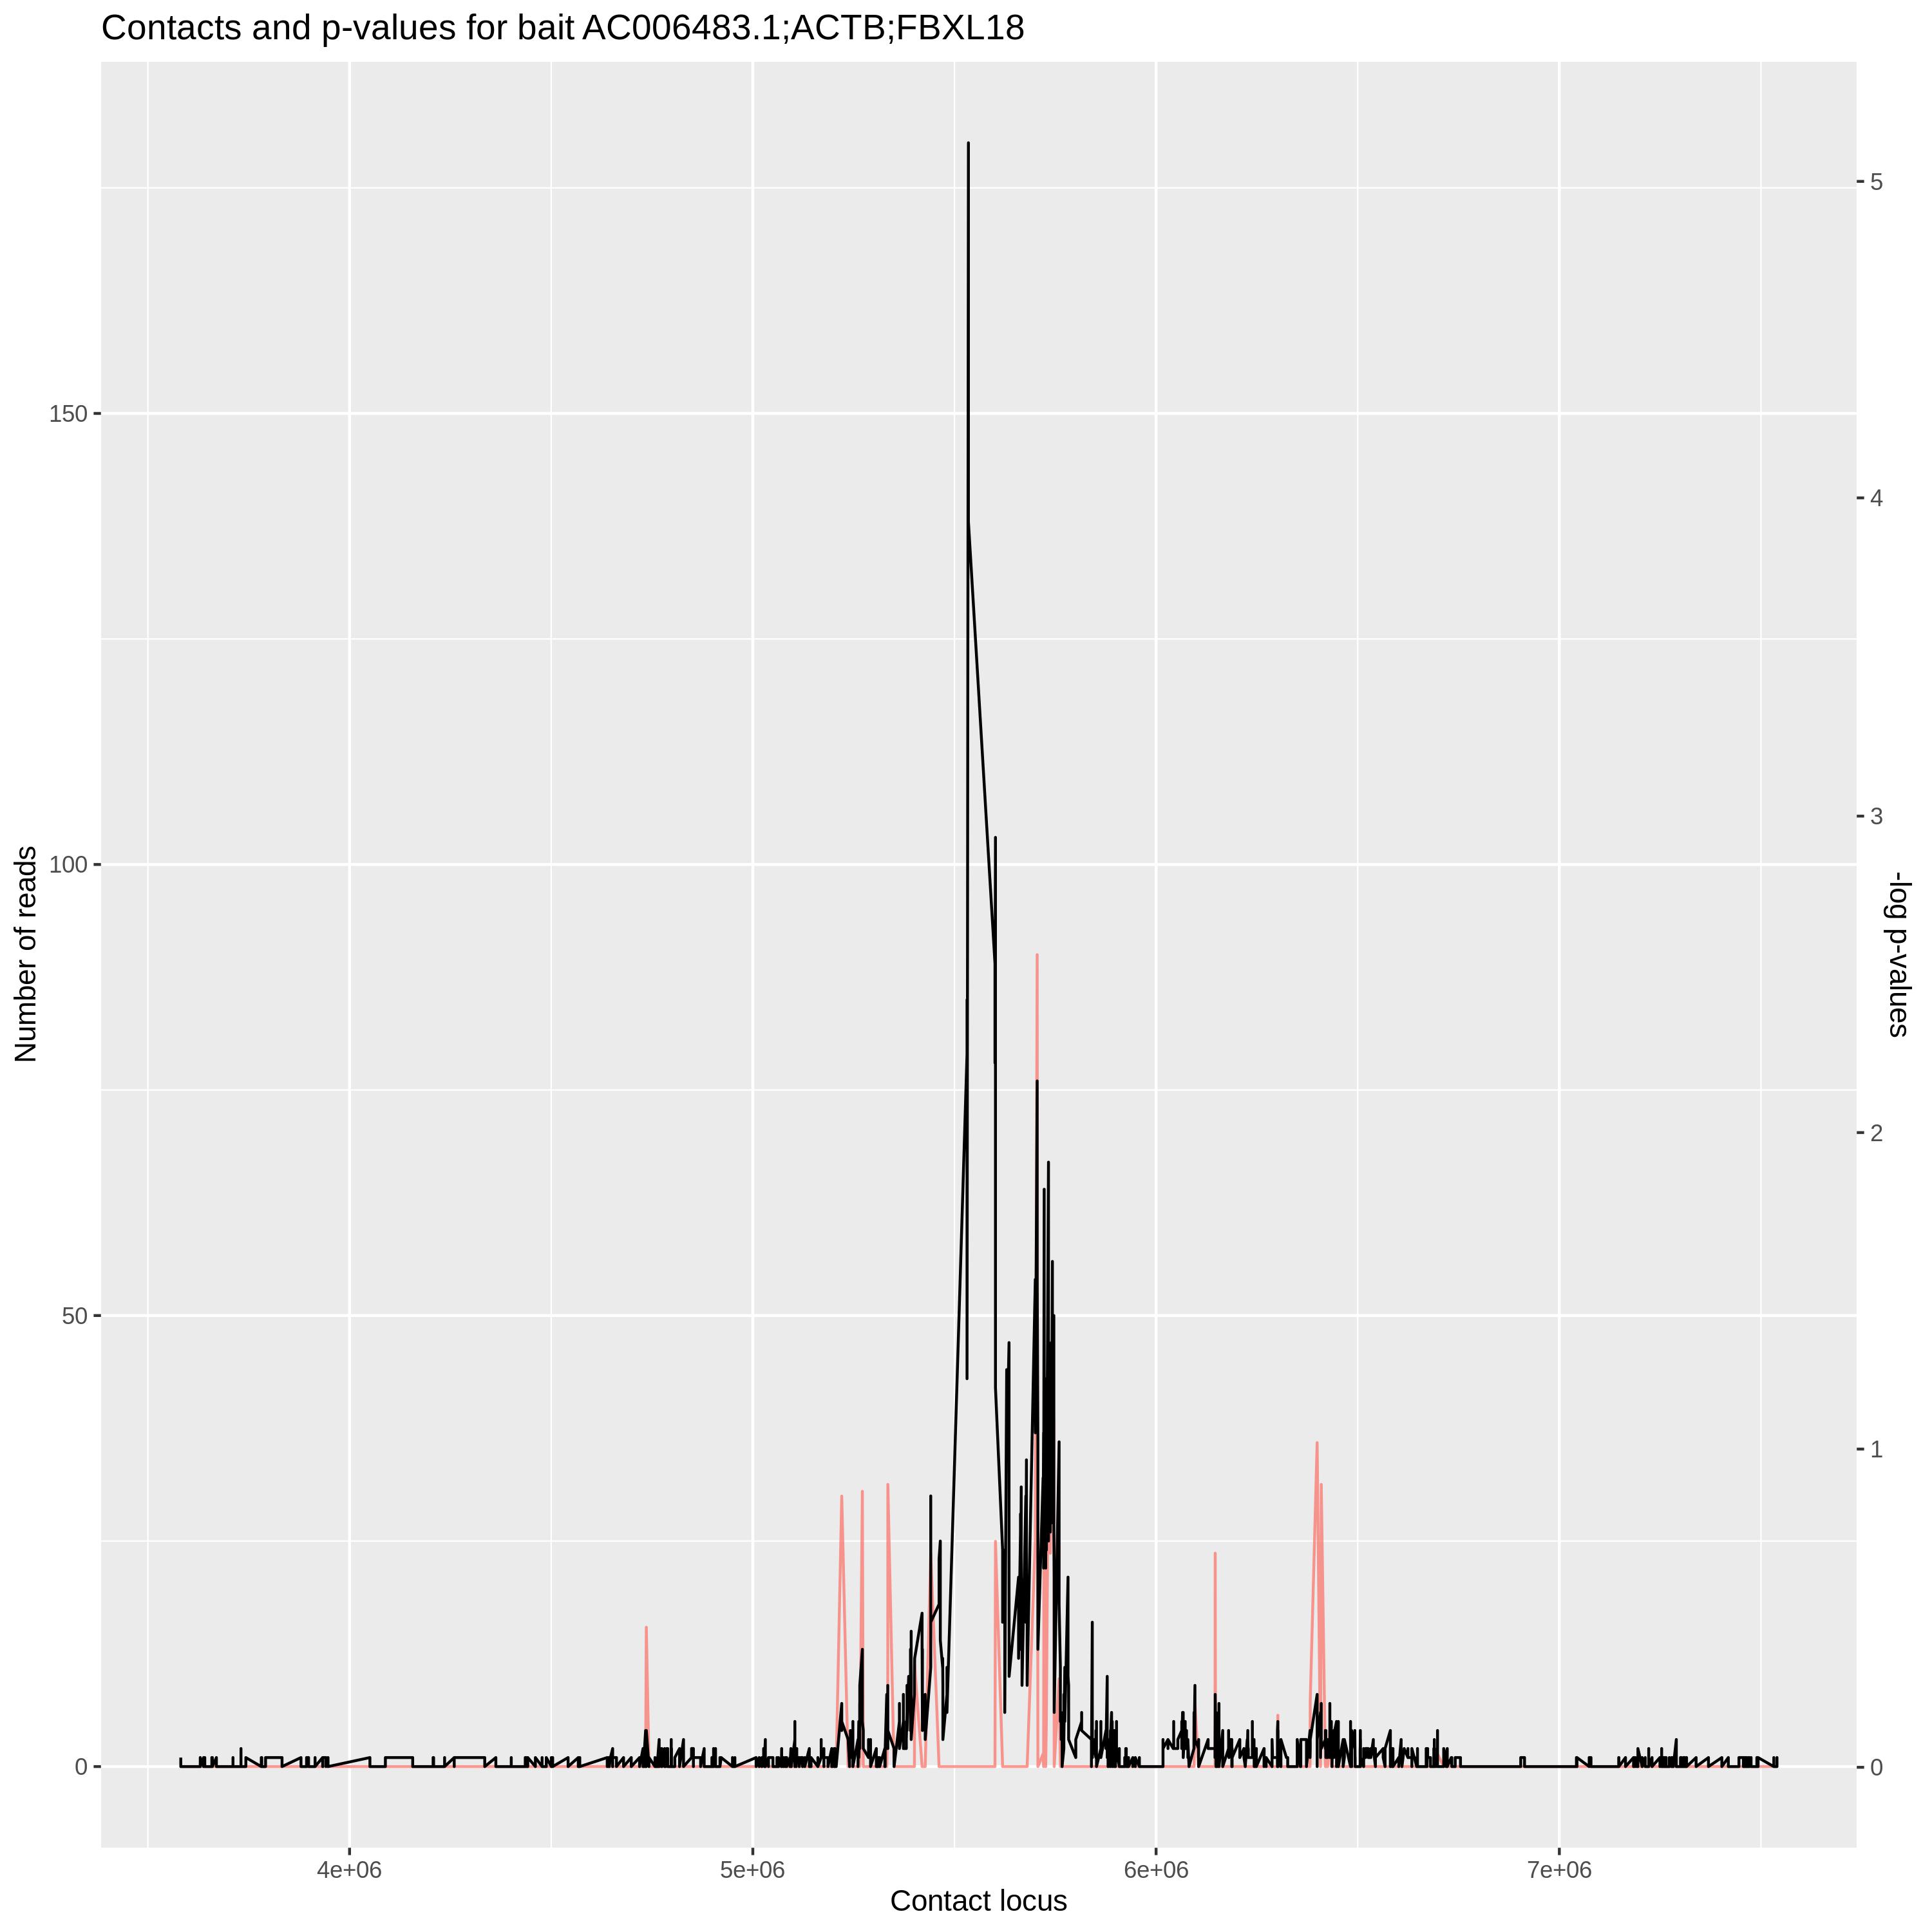 Contacts and p-values for bait AC006483.1;ACTB;FBXL18
Number of reads
150
100
50
0
5
4
3
2
1
0
-log p-values
4e+06
5e+06
6e+06
7e+06
Contact locus